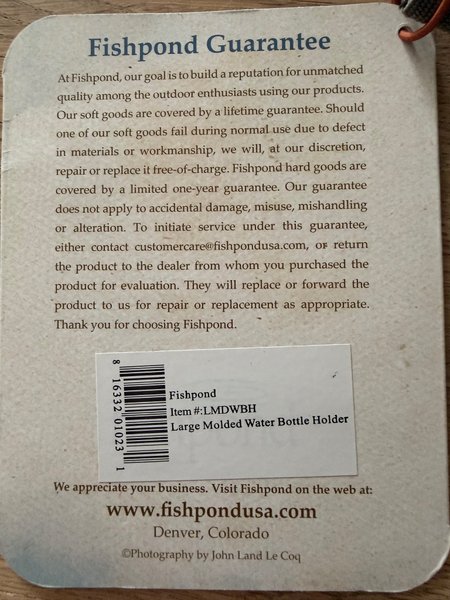 Fishpond Guarantee
At Fishpond, our goal is to build a reputation for unmatched
quality among the outdoor enthusiasts using our products.
Our soft goods are covered by a lifetime guarantee. Should
one of our soft goods fail during normal use due to defect
in materials or workmanship, we will, at our discretion,
repair or replace it free-of-charge. Fishpond hard goods are
covered by a limited one-year guarantee. Our guarantee
does not apply to accidental damage, misuse, mishandling
or alteration. To initiate service under this guarantee,
either contact customercare@fishpondusa.com, or return
the product to the dealer from whom you purchased the
product for evaluation. They will replace or forward the
product to us for repair or replacement as appropriate.
Thank you for choosing Fishpond.
8 16332 01023 1
Fishpond
Item #:LMDWBH
Large Molded Water Bottle Holder
We appreciate your business. Visit Fishpond on the web at:
www.fishpondusa.com
Denver, Colorado
©Photography by John Land Le Coq